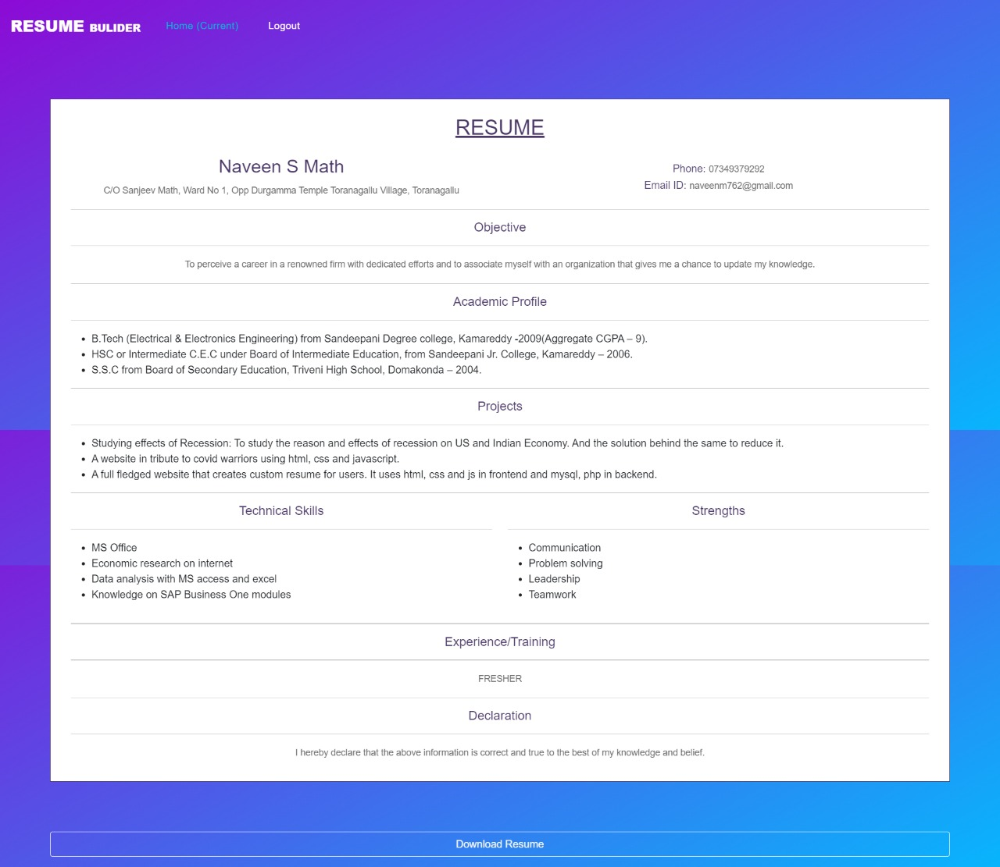 RESUME BULIDER Home (Current) Logout
RESUME
Naveen S Math
C/O Sanjeev Math, Ward No 1, Opp Durgamma Temple Toranagallu Village, Toranagallu
Phone: 07349379292
Email ID: naveenm762@gmail.com
Objective
To perceive a career in a renowned firm with dedicated efforts and to associate myself with an organization that gives me a chance to update my knowledge.
Academic Profile
• B.Tech (Electrical & Electronics Engineering) from Sandeepani Degree college, Kamareddy -2009(Aggregate CGPA – 9).
• HSC or Intermediate C.E.C under Board of Intermediate Education, from Sandeepani Jr. College, Kamareddy – 2006.
• S.S.C from Board of Secondary Education, Triveni High School, Domakonda – 2004.
Projects
• Studying effects of Recession: To study the reason and effects of recession on US and Indian Economy. And the solution behind the same to reduce it.
• A website in tribute to covid warriors using html, css and javascript.
• A full fledged website that creates custom resume for users. It uses html, css and js in frontend and mysql, php in backend.
Technical Skills
• MS Office
• Economic research on internet
• Data analysis with MS access and excel
• Knowledge on SAP Business One modules
Strengths
• Communication
• Problem solving
• Leadership
• Teamwork
Experience/Training
FRESHER
Declaration
I hereby declare that the above information is correct and true to the best of my knowledge and belief.
Download Resume